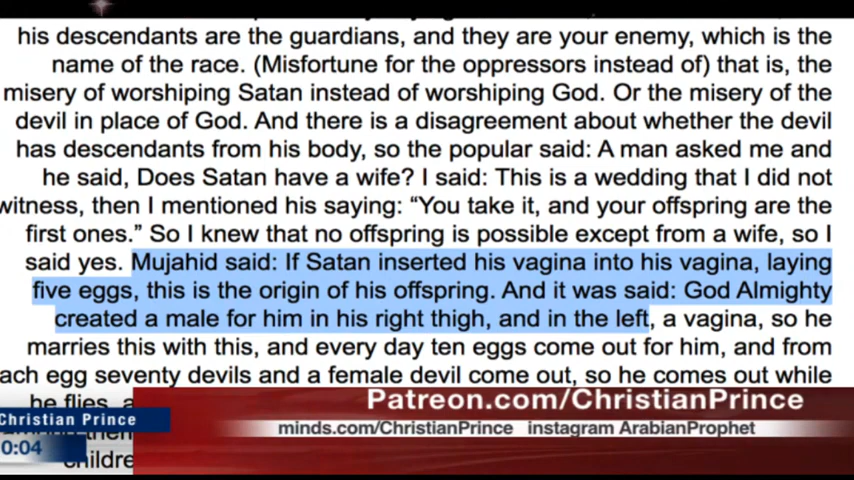 his descendants are the guardians, and they are your enemy, which is the
name of the race. (Misfortune for the oppressors instead of) that is, the
misery of worshiping Satan instead of worshiping God. Or the misery of the
devil in place of God. And there is a disagreement about whether the devil
has descendants from his body, so the popular said: A man asked me and
he said, Does Satan have a wife? I said: This is a wedding that I did not
witness, then I mentioned his saying: “You take it, and your offspring are the
first ones.” So I knew that no offspring is possible except from a wife, so I
said yes. Mujahid said: If Satan inserted his vagina into his vagina, laying
five eggs, this is the origin of his offspring. And it was said: God Almighty
created a male for him in his right thigh, and in the left, a vagina, so he
marries this with this, and every day ten eggs come out for him, and from
ach egg seventy devils and a female devil come out, so he comes out while
he flies,
Patreon.com/ChristianPrince
Christian Prince
minds.com/ChristianPrince instagram ArabianProphet
0:04
childre